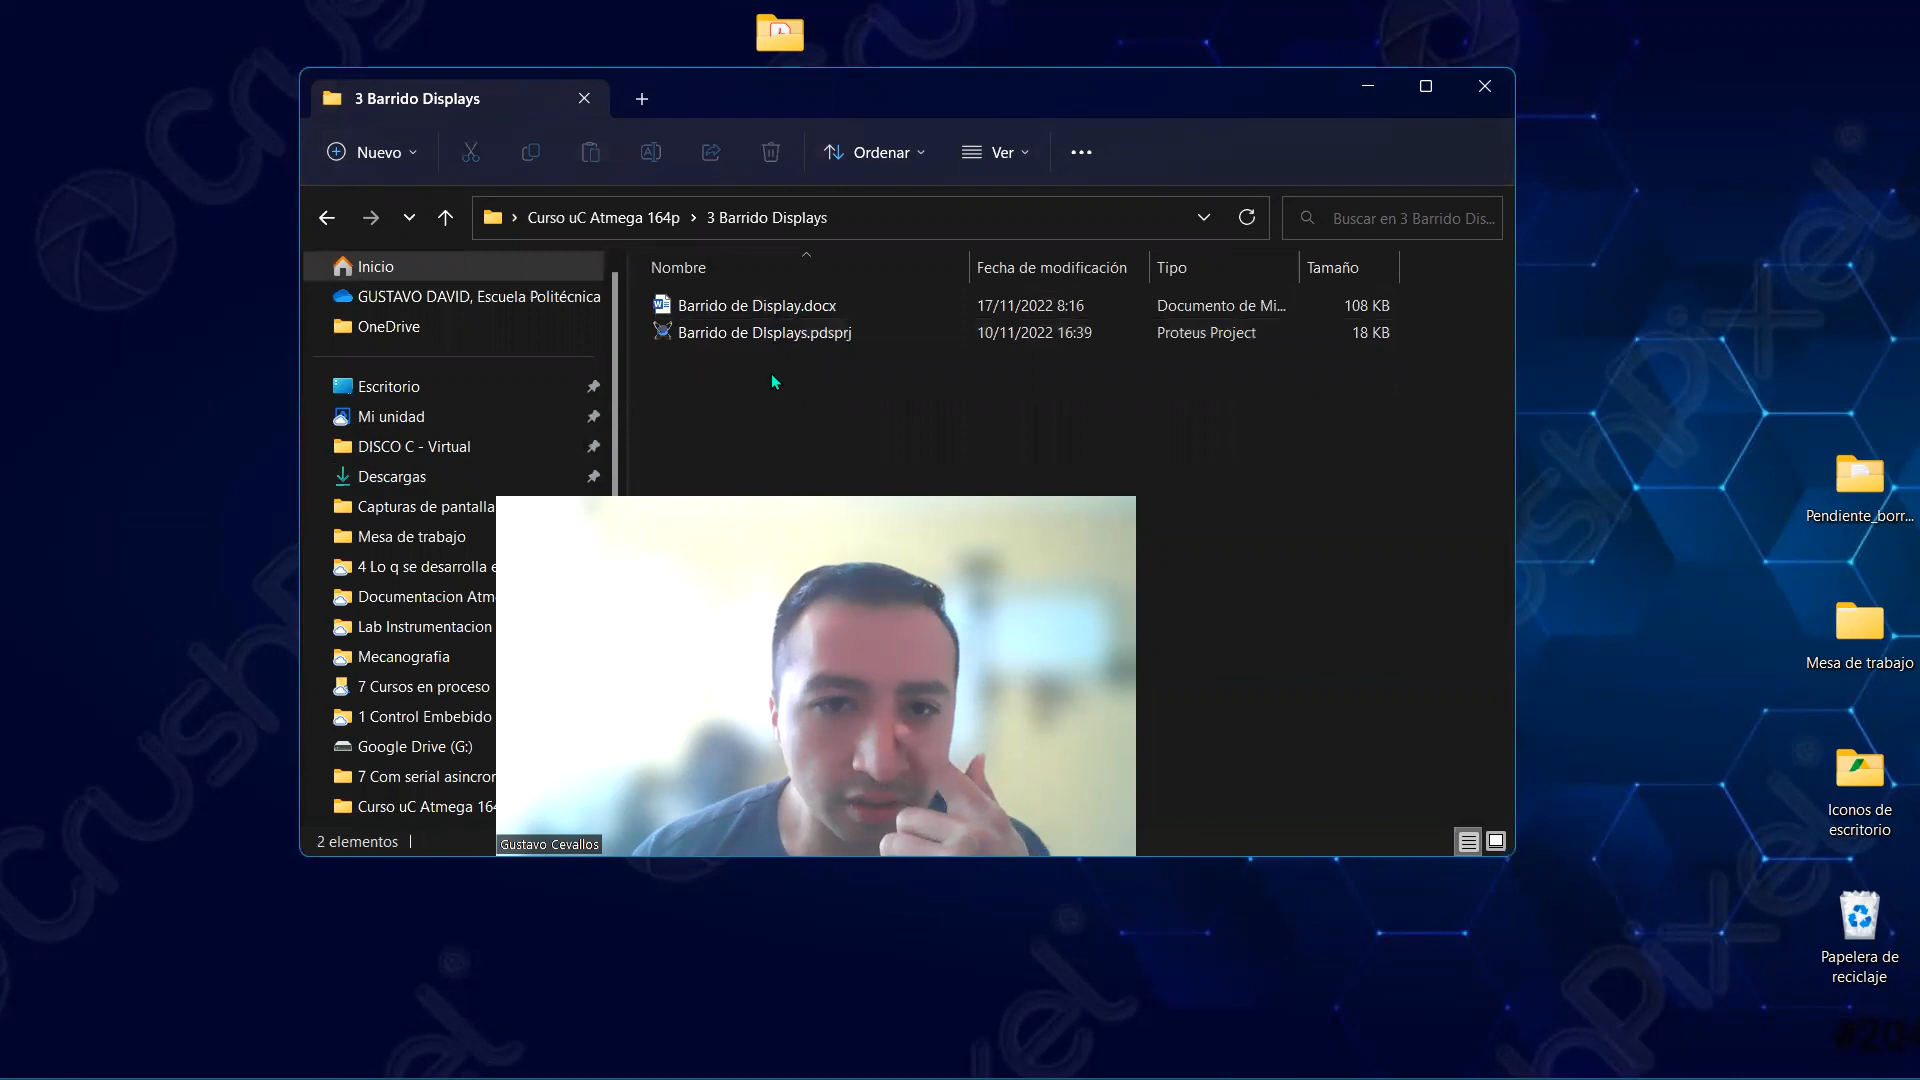 3 Barrido Displays
Nuevo
Ordenar
Ver
Curso uC Atmega 164p
3 Barrido Displays
Buscar en 3 Barrido Dis...
Inicio
GUSTAVO DAVID, Escuela Politécnica
OneDrive
Escritorio
Mi unidad
DISCO C - Virtual
Descargas
Capturas de pantalla
Mesa de trabajo
4 Lo q se desarrolla e
Documentacion Atm
Lab Instrumentacion
Mecanografia
7 Cursos en proceso
1 Control Embebido
Google Drive (G:)
7 Com serial asincror
Curso uC Atmega 164
Nombre Fecha de modificación Tipo Tamaño
Barrido de Display.docx 17/11/2022 8:16 Documento de Mi... 108 KB
Barrido de DIsplays.pdsprj 10/11/2022 16:39 Proteus Project 18 KB
2 elementos
Gustavo Cevallos
Pendiente_borr...
Mesa de trabajo
Iconos de
escritorio
Papelera de
reciclaje